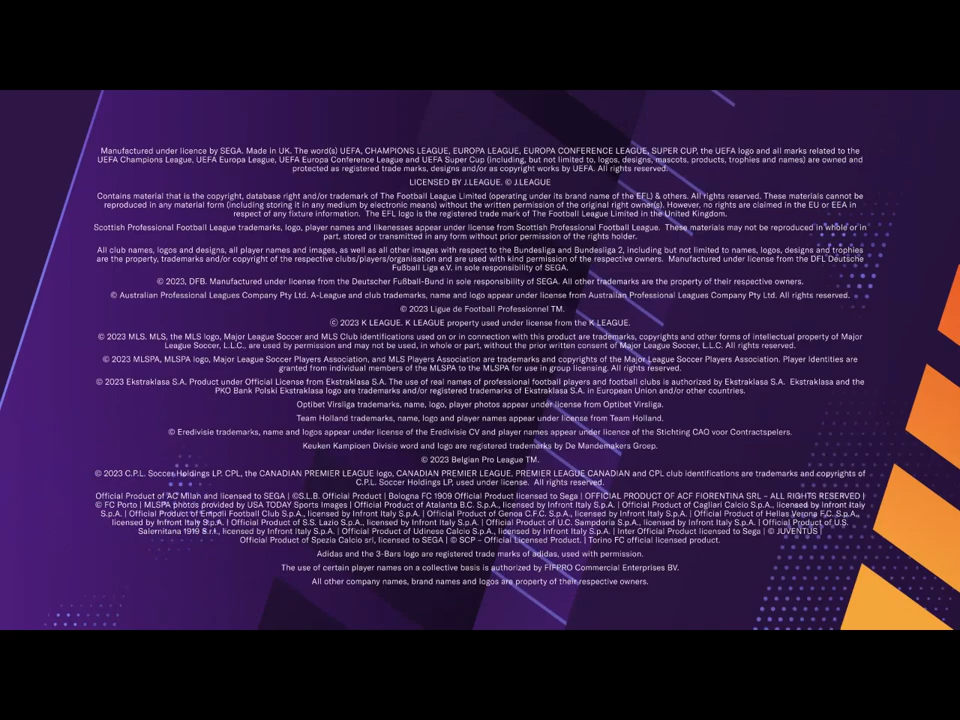 Manufactured under licence by SEGA. Made in UK. The word(s) UEFA, CHAMPIONS LEAGUE, EUROPA LEAGUE, EUROPA CONFERENCE LEAGUE, SUPER CUP, the UEFA logo and all marks related to the
UEFA Champions League, UEFA Europa League, UEFA Europa Conference League and UEFA Super Cup (including, but not limited to, logos, designs, mascots, products, trophies and names) are owned and
protected as registered trade marks, designs and/or as copyright works by UEFA. All rights reserved.
LICENSED BY J.LEAGUE. © J.LEAGUE
Contains material that is the copyright, database right and/or trademark of The Football League Limited (operating under its brand name of the EFL) & others. All rights reserved. These materials cannot be
reproduced in any material form (including storing it in any medium by electronic means) without the written permission of the original right owner(s). However, no rights are claimed in the EU or EEA in
respect of any fixture information. The EFL logo is the registered trade mark of The Football League Limited in the United Kingdom.
Scottish Professional Football League trademarks, logo, player names and likenesses appear under license from Scottish Professional Football League. These materials may not be reproduced in whole or in
part, stored or transmitted in any form without prior permission of the rights holder.
All club names, logos and designs, all player names and images, as well as all other images with respect to the Bundesliga and Bundesliga 2, including but not limited to names, logos, designs and trophies
are the property, trademarks and/or copyright of the respective clubs/players/organisation and are used with kind permission of the respective owners. Manufactured under license from the DFL Deutsche
Fußball Liga e.V. in sole responsibility of SEGA.
© 2023, DFB. Manufactured under license from the Deutscher Fußball-Bund in sole responsibility of SEGA. All other trademarks are the property of their respective owners.
© Australian Professional Leagues Company Pty Ltd. A-League and club trademarks, name and logo appear under license from Australian Professional Leagues Company Pty Ltd. All rights reserved.
© 2023 Ligue de Football Professionnel TM.
ⓒ 2023 K LEAGUE. K LEAGUE property used under license from the K LEAGUE.
© 2023 MLS. MLS, the MLS logo, Major League Soccer and MLS Club identifications used on or in connection with this product are trademarks, copyrights and other forms of intellectual property of Major
League Soccer, L.L.C., are used by permission and may not be used, in whole or part, without the prior written consent of Major League Soccer, L.L.C. All rights reserved.
© 2023 MLSPA, MLSPA logo, Major League Soccer Players Association, and MLS Players Association are trademarks and copyrights of the Major League Soccer Players Association. Player Identities are
granted from individual members of the MLSPA to the MLSPA for use in group licensing. All rights reserved.
© 2023 Ekstraklasa S.A. Product under Official License from Ekstraklasa S.A. The use of real names of professional football players and football clubs is authorized by Ekstraklasa S.A. Ekstraklasa and the
PKO Bank Polski Ekstraklasa logo are trademarks and/or registered trademarks of Ekstraklasa S.A. in European Union and/or other countries.
Optibet Virsliga trademarks, name, logo, player photos appear under license from Optibet Virsliga.
Team Holland trademarks, name, logo and player names appear under license from Team Holland.
© Eredivisie trademarks, name and logos appear under license of the Eredivisie CV and player names appear under licence of the Stichting CAO voor Contractspelers.
Keuken Kampioen Divisie word and logo are registered trademarks by De Mandemakers Groep.
© 2023 Belgian Pro League TM.
© 2023 C.P.L. Soccer Holdings LP. CPL, the CANADIAN PREMIER LEAGUE logo, CANADIAN PREMIER LEAGUE, PREMIER LEAGUE CANADIAN and CPL club identifications are trademarks and copyrights of
C.P.L. Soccer Holdings LP, used under license. All rights reserved.
Official Product of AC Milan and licensed to SEGA | ©S.L.B. Official Product | Bologna FC 1909 Official Product licensed to Sega | OFFICIAL PRODUCT OF ACF FIORENTINA SRL – ALL RIGHTS RESERVED |
© FC Porto | MLSPA photos provided by USA TODAY Sports Images | Official Product of Atalanta B.C. S.p.A., licensed by Infront Italy S.p.A. | Official Product of Cagliari Calcio S.p.A., licensed by Infront Italy
S.p.A. | Official Product of Empoli Football Club S.p.A., licensed by Infront Italy S.p.A. | Official Product of Genoa C.F.C. S.p.A., licensed by Infront Italy S.p.A. | Official Product of Hellas Verona F.C. S.p.A.,
licensed by Infront Italy S.p.A. | Official Product of S.S. Lazio S.p.A., licensed by Infront Italy S.p.A. | Official Product of U.C. Sampdoria S.p.A., licensed by Infront Italy S.p.A. | Official Product of U.S.
Salernitana 1919 S.r.l., licensed by Infront Italy S.p.A. | Official Product of Udinese Calcio S.p.A., licensed by Infront Italy S.p.A. | Inter Official Product licensed to Sega | © JUVENTUS |
Official Product of Spezia Calcio srl, licensed to SEGA | © SCP – Official Licensed Product. | Torino FC official licensed product.
Adidas and the 3-Bars logo are registered trade marks of adidas, used with permission.
The use of certain player names on a collective basis is authorized by FIFPRO Commercial Enterprises BV.
All other company names, brand names and logos are property of their respective owners.